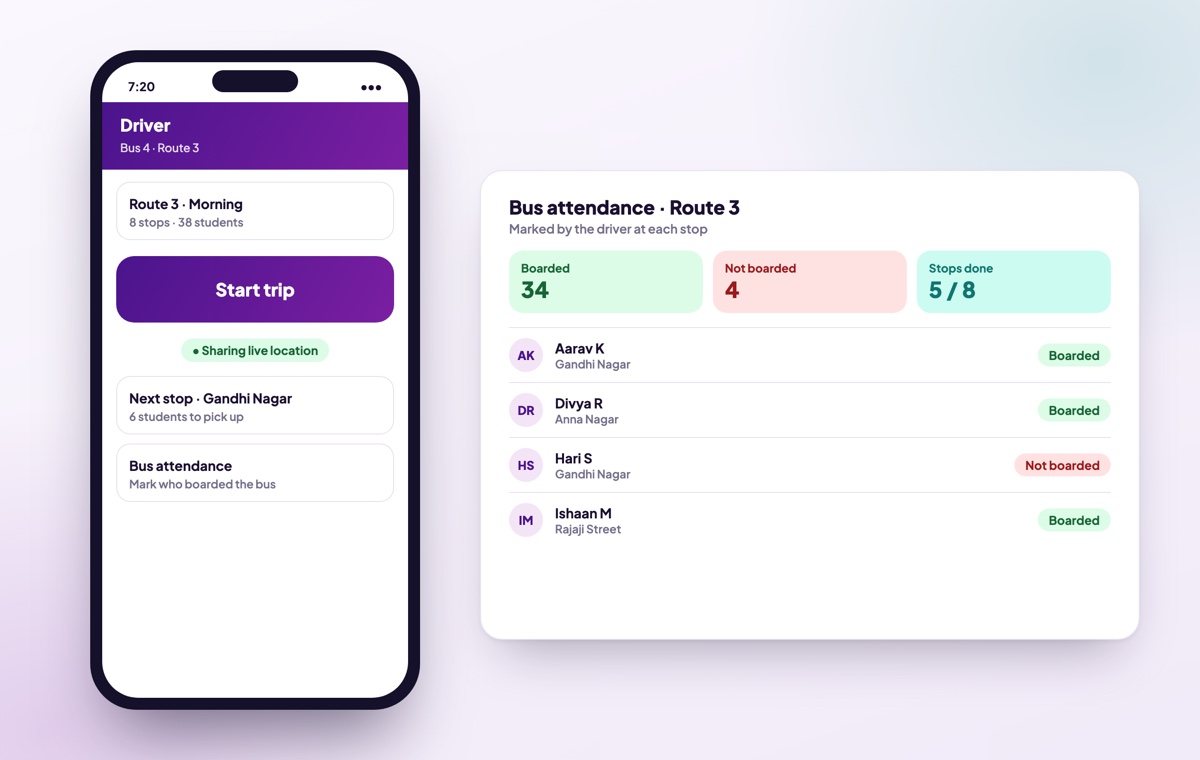 7:20
•••
Driver
Bus 4 · Route 3
Route 3 · Morning
8 stops · 38 students
Start trip
• Sharing live location
Next stop · Gandhi Nagar
6 students to pick up
Bus attendance
Mark who boarded the bus
Bus attendance · Route 3
Marked by the driver at each stop
Boarded
34
Not boarded
4
Stops done
5 / 8
AK
Aarav K
Gandhi Nagar
Boarded
DR
Divya R
Anna Nagar
Boarded
HS
Hari S
Gandhi Nagar
Not boarded
IM
Ishaan M
Rajaji Street
Boarded